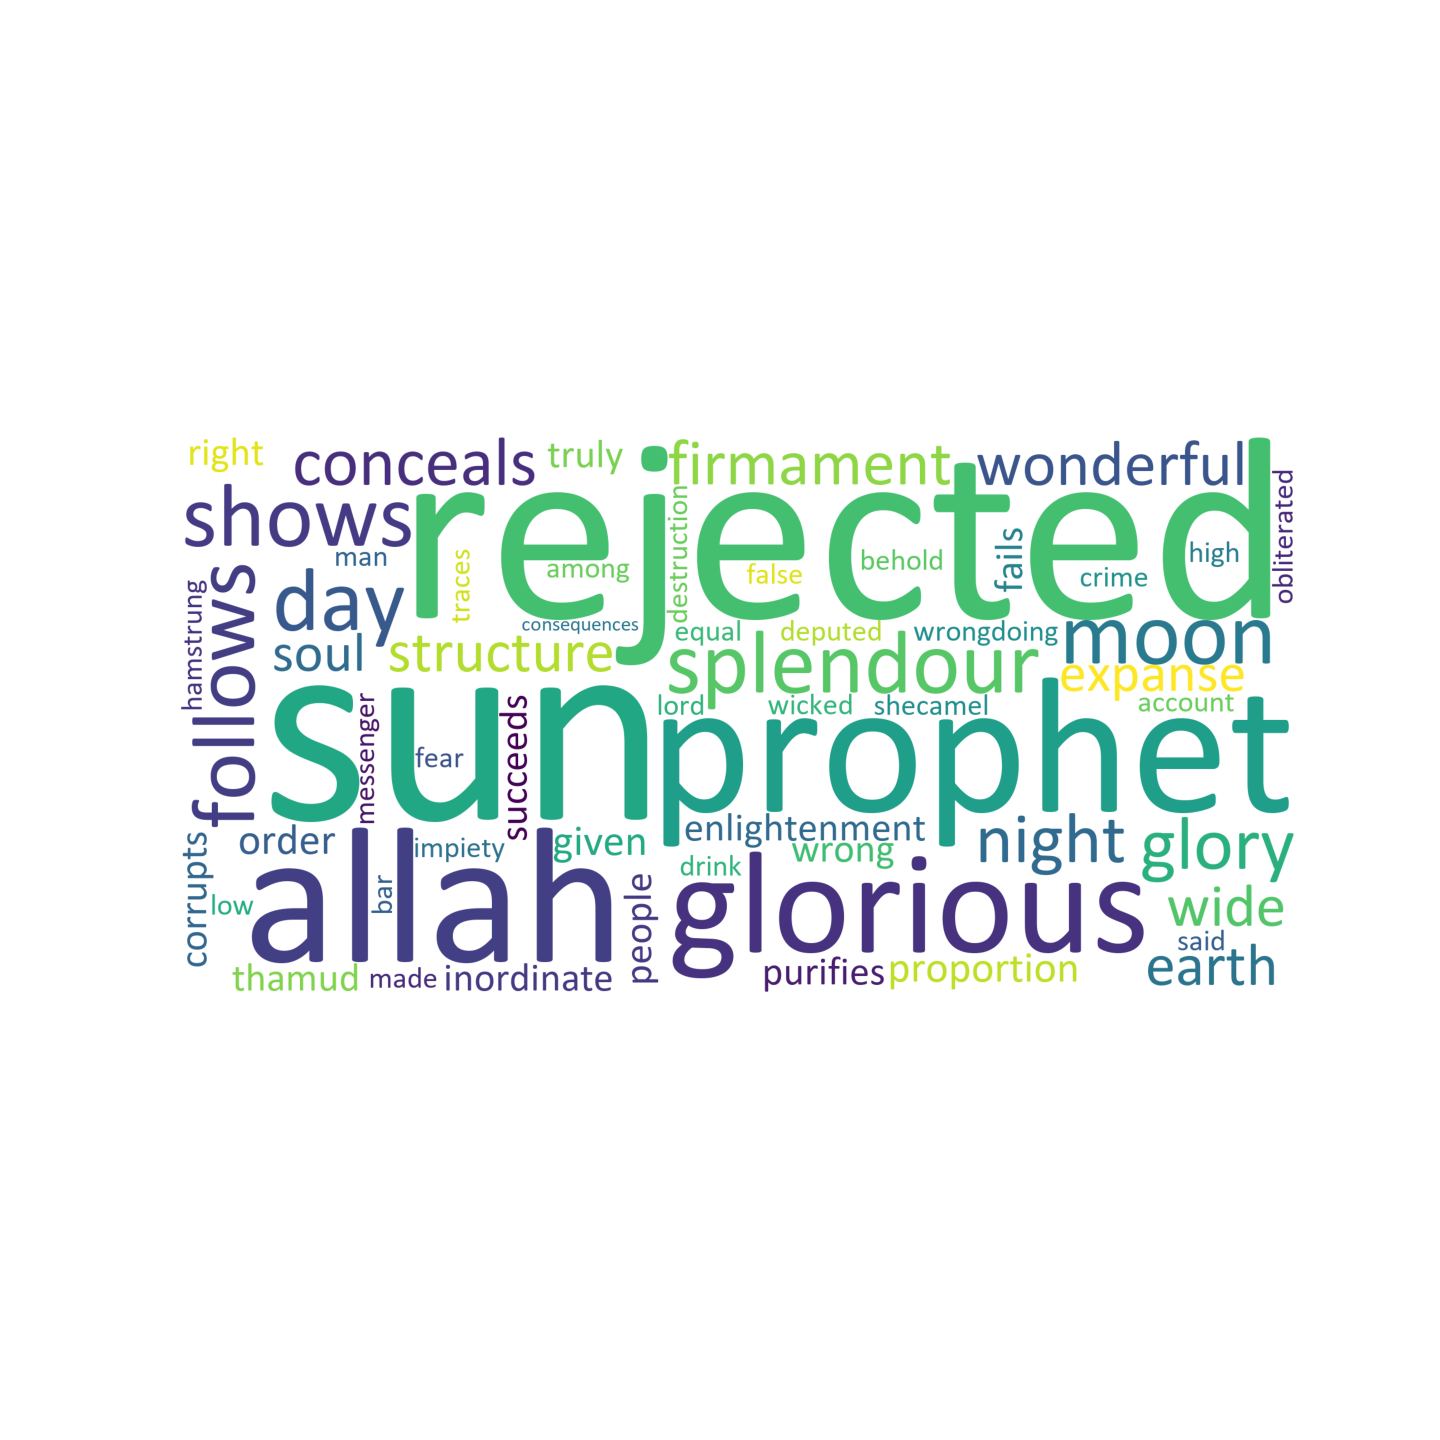 right conceals truly firmament wonderful
shows rejected obliterated
man traces among destruction false behold fails crime high
hamstrung follows day consequences equal deputed wrongdoing moon
soul structure splendour expanse
sun messenger fear succeeds lord wicked shecamel account
prophet
corrupts order impiety given enlightenment wrong night glory
low allah bar people drink glorious wide
said earth
thamud made inordinate purifies proportion